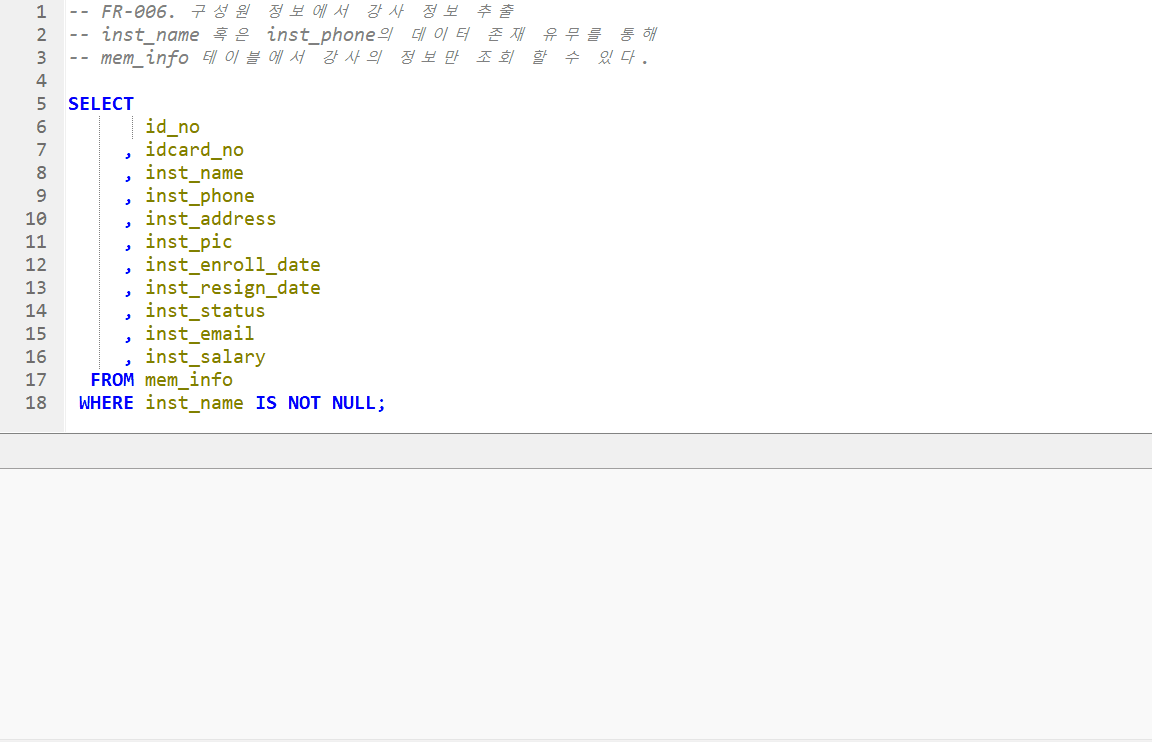 1 -- FR-006. 구성원 정보에서 강사 정보 추출
2 -- inst_name 혹은 inst_phone의 데이터 존재 유무를 통해
3 -- mem_info 테이블에서 강사의 정보만 조회 할 수 있다.
4
5 SELECT
6 id_no
7 , idcard_no
8 , inst_name
9 , inst_phone
10 , inst_address
11 , inst_pic
12 , inst_enroll_date
13 , inst_resign_date
14 , inst_status
15 , inst_email
16 , inst_salary
17 FROM mem_info
18 WHERE inst_name IS NOT NULL;